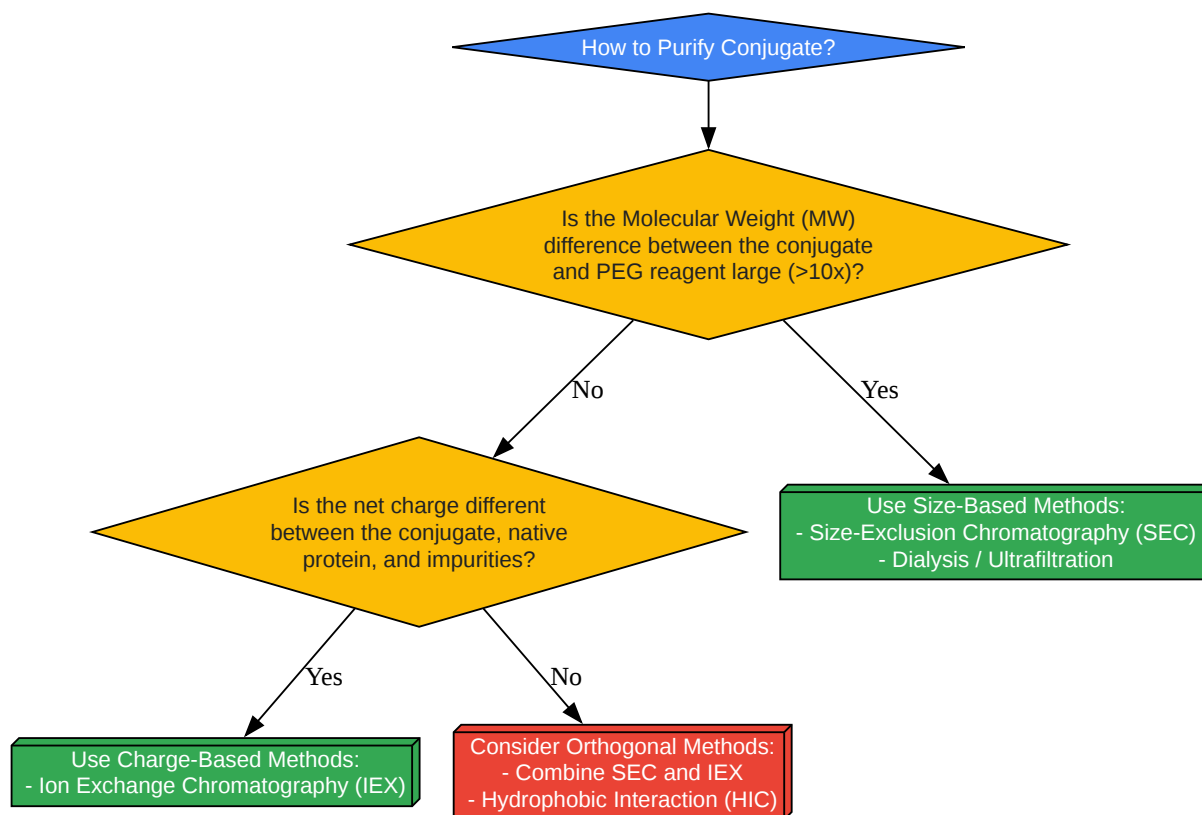 How to Purify Conjugate?
Is the Molecular Weight (MW)
difference between the conjugate
and PEG reagent large (>10x)?
No
Yes
Is the net charge different
between the conjugate, native
protein, and impurities?
Use Size-Based Methods:
- Size-Exclusion Chromatography (SEC)
- Dialysis / Ultrafiltration
Yes
No
Use Charge-Based Methods:
- Ion Exchange Chromatography (IEX)
Consider Orthogonal Methods:
- Combine SEC and IEX
- Hydrophobic Interaction (HIC)